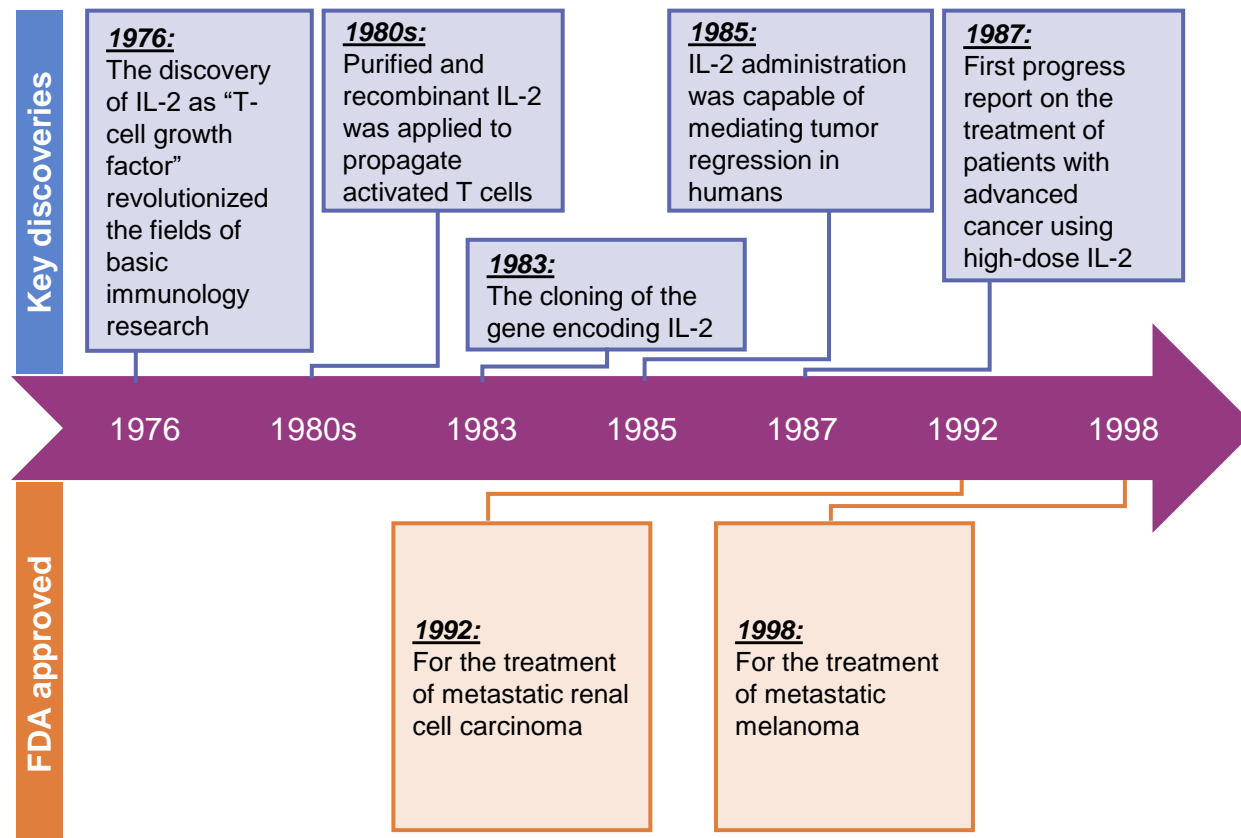 Key discoveries
1976:
The discovery
of IL-2 as “T-
cell growth
factor”
revolutionized
the fields of
basic
immunology
research
1980s:
Purified and
recombinant IL-2
was applied to
propagate
activated T cells
1983:
The cloning of the
gene encoding IL-2
1985:
IL-2 administration
was capable of
mediating tumor
regression in
humans
1987:
First progress
report on the
treatment of
patients with
advanced
cancer using
high-dose IL-2
1976 1980s 1983 1985 1987 1992 1998
FDA approved
1992:
For the treatment
of metastatic renal
cell carcinoma
1998:
For the treatment
of metastatic
melanoma